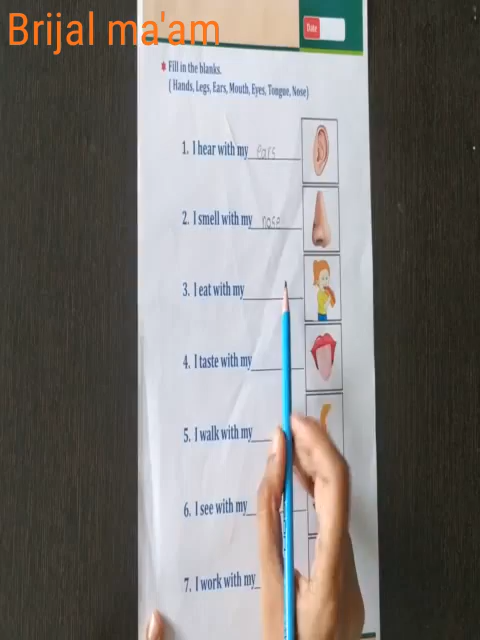 Brijal ma'am
Date
* Fill in the blanks.
( Hands, Legs, Ears, Mouth, Eyes, Tongue, Nose)
1. I hear with my ears
2. I smell with my nose
3. I eat with my
4. I taste with my
5. I walk with my
6. I see with my
7. I work with my